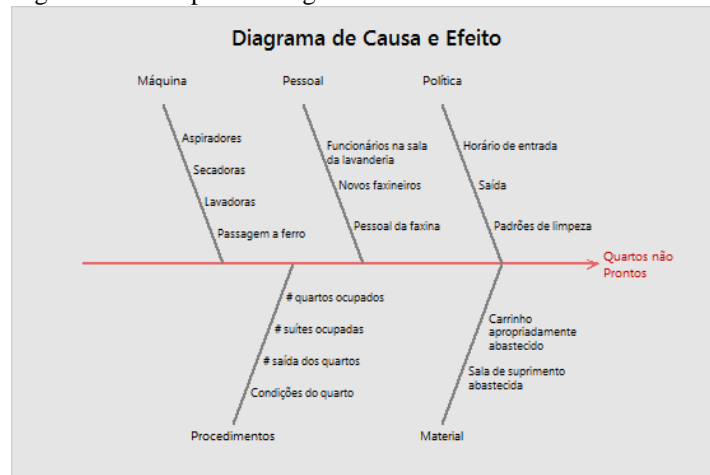 Diagrama de Causa e Efeito
Máquina
Pessoal
Política
Aspiradores
Secadoras
Lavadoras
Passagem a ferro
Funcionários na sala
da lavanderia
Novos faxineiros
Pessoal da faxina
Horário de entrada
Saída
Padrões de limpeza
Quartos não
Prontos
# quartos ocupados
# suítes ocupadas
# saída dos quartos
Condições do quarto
Carrinho
apropriadamente
abastecido
Sala de suprimento
abastecida
Procedimentos
Material